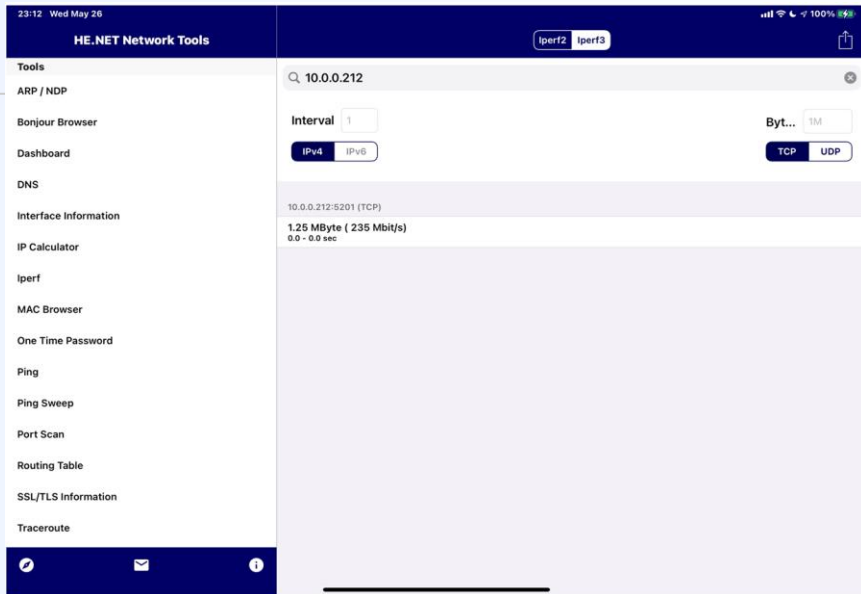 23:12 Wed May 26
100%
HE.NET Network Tools
Iperf2 Iperf3
Tools
ARP / NDP
Bonjour Browser
Dashboard
DNS
Interface Information
IP Calculator
Iperf
MAC Browser
One Time Password
Ping
Ping Sweep
Port Scan
Routing Table
SSL/TLS Information
Traceroute
10.0.0.212
Interval 1
Byt... 1M
IPv4 IPv6
TCP UDP
10.0.0.212:5201 (TCP)
1.25 MByte ( 235 Mbit/s)
0.0 - 0.0 sec